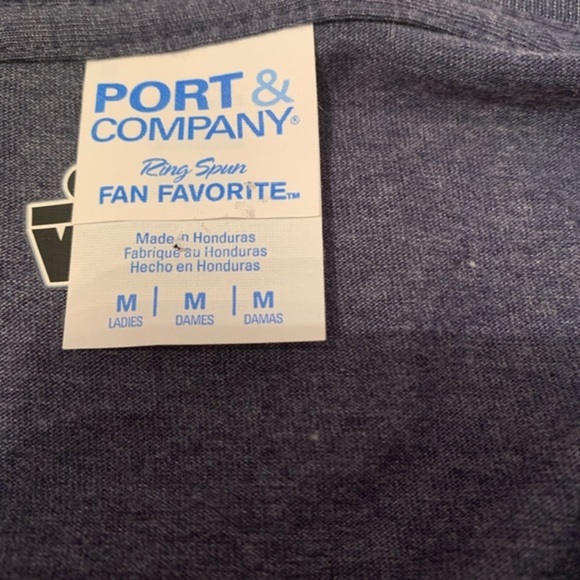 PORT &
COMPANY®
Ring Spun
FAN FAVORITE™
Made in Honduras
Fabriqué au Honduras
Hecho en Honduras
M | M | M
LADIES DAMES DAMAS